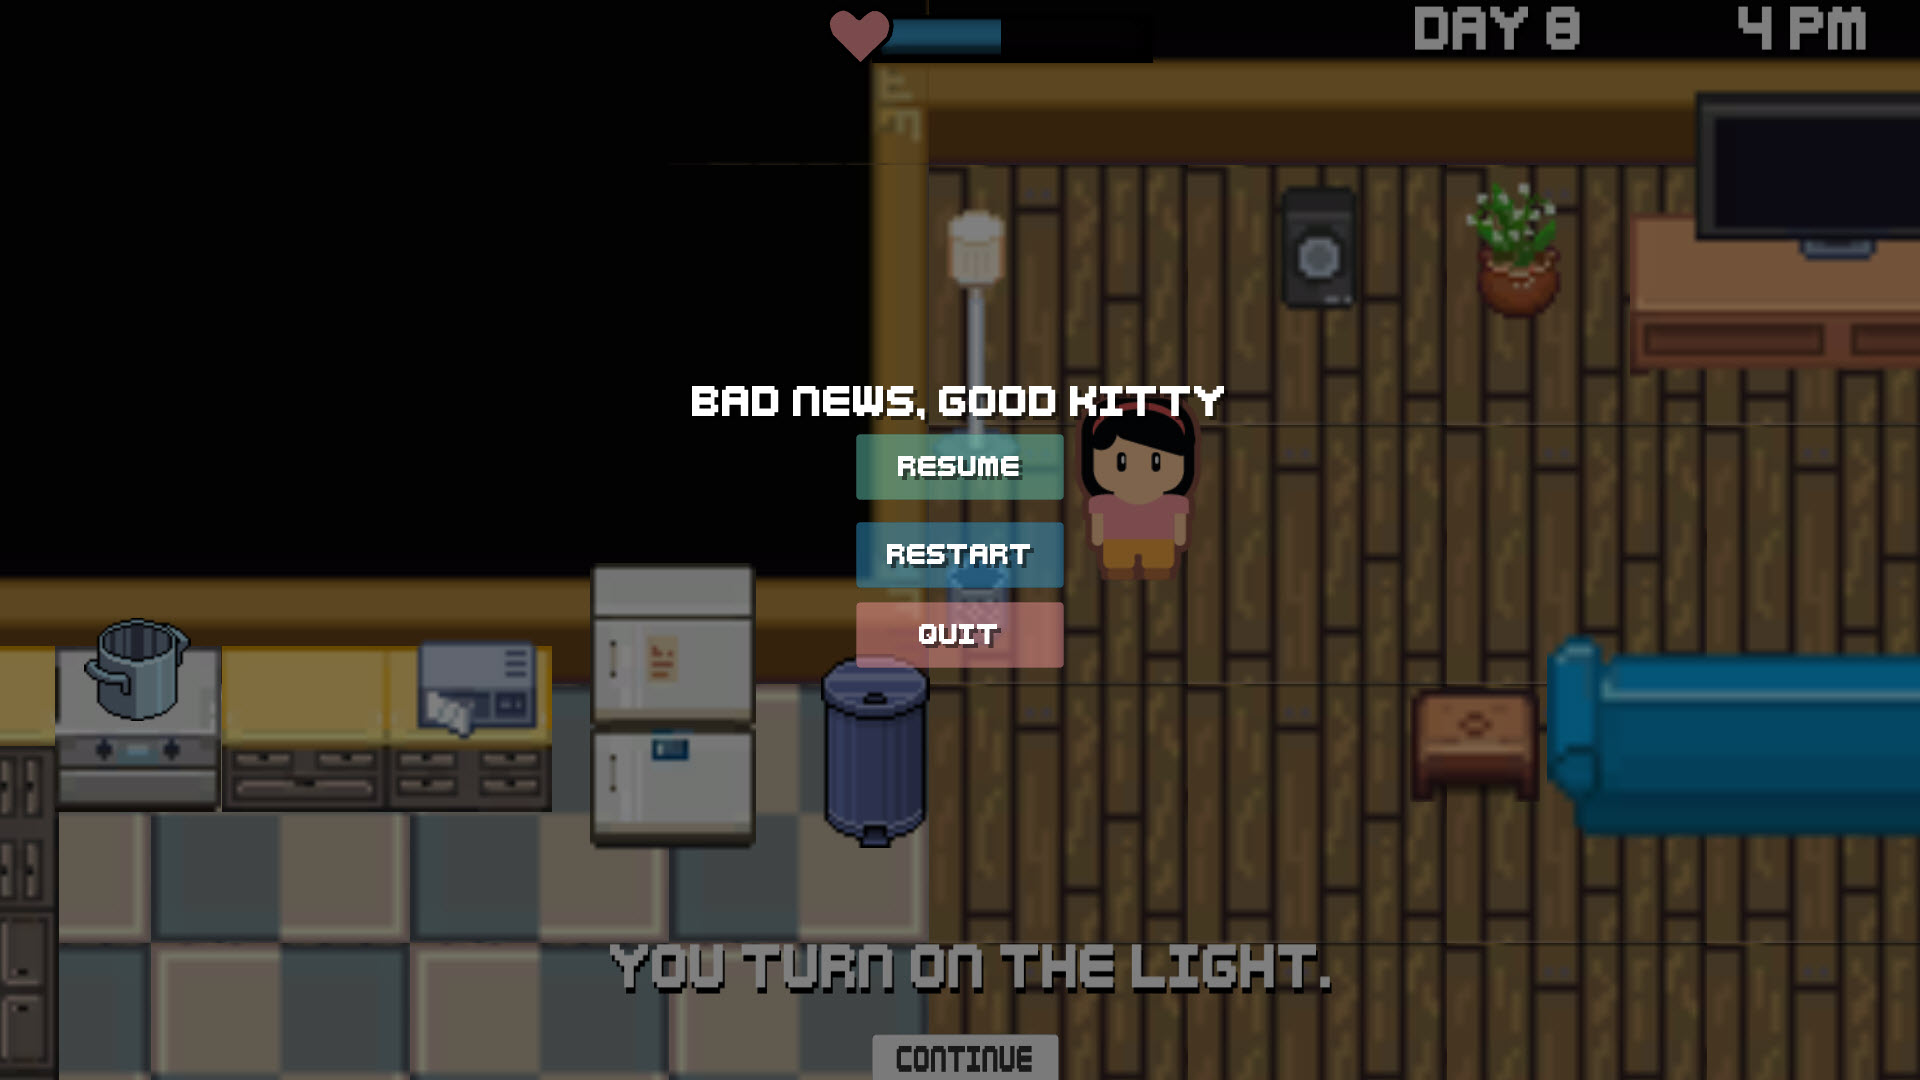 DAY 8
4 PM
BAD NEWS, GOOD KITTY
RESUME
RESTART
QUIT
YOU TURN ON THE LIGHT.
CONTINUE